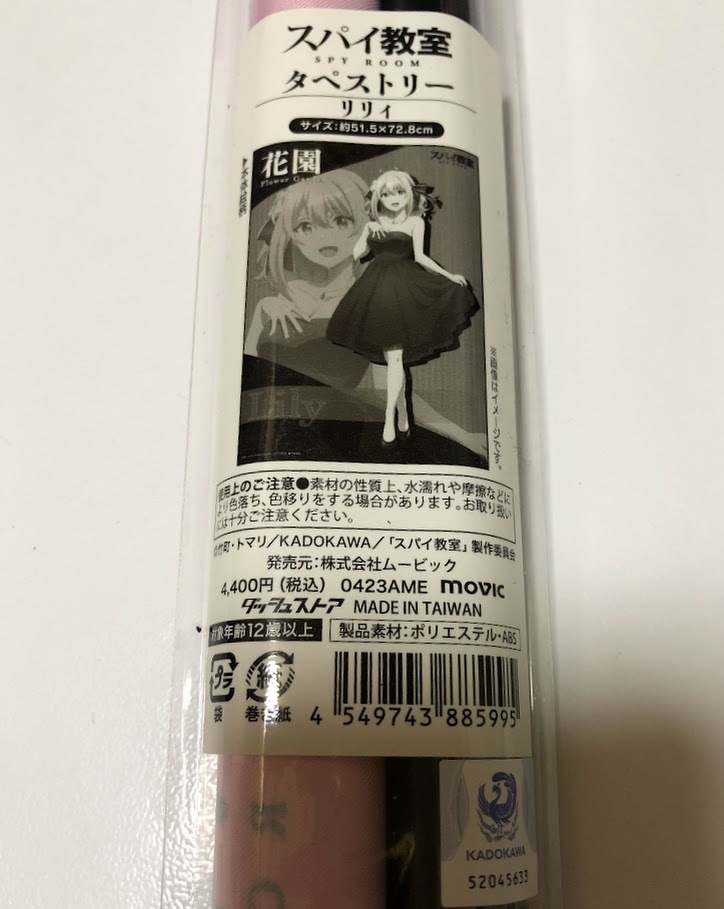 スパイ教室
SPY ROOM
タペストリー
リリィ
サイズ：約51.5×72.8cm
花園
Flower Garden
スパイ教室
Lily
※画像はイメージです。
使用上のご注意●素材の性質上、水濡れや摩擦などに
より色落ち、色移りをする場合があります。お取り扱い
には十分ご注意ください。
竹町・トマリ／KADOKAWA／「スパイ教室」製作委員会
発売元：株式会社ムービック
4,400円（税込） 0423AME movic
ダッシュストア MADE IN TAIWAN
対象年齢12歳以上 製品素材：ポリエステル・ABS
プラ 紙
袋 巻き紙
4 549743 885995
KADOKAWA
52045633